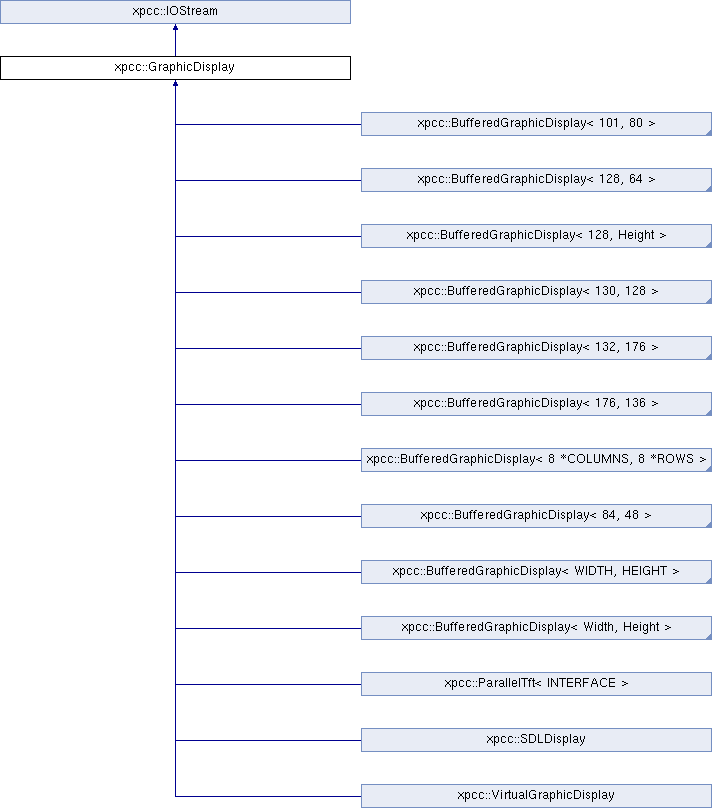 xpcc::IOStream
xpcc::GraphicDisplay
xpcc::BufferedGraphicDisplay< 101, 80 >
xpcc::BufferedGraphicDisplay< 128, 64 >
xpcc::BufferedGraphicDisplay< 128, Height >
xpcc::BufferedGraphicDisplay< 130, 128 >
xpcc::BufferedGraphicDisplay< 132, 176 >
xpcc::BufferedGraphicDisplay< 176, 136 >
xpcc::BufferedGraphicDisplay< 8 *COLUMNS, 8 *ROWS >
xpcc::BufferedGraphicDisplay< 84, 48 >
xpcc::BufferedGraphicDisplay< WIDTH, HEIGHT >
xpcc::BufferedGraphicDisplay< Width, Height >
xpcc::ParallelTft< INTERFACE >
xpcc::SDLDisplay
xpcc::VirtualGraphicDisplay